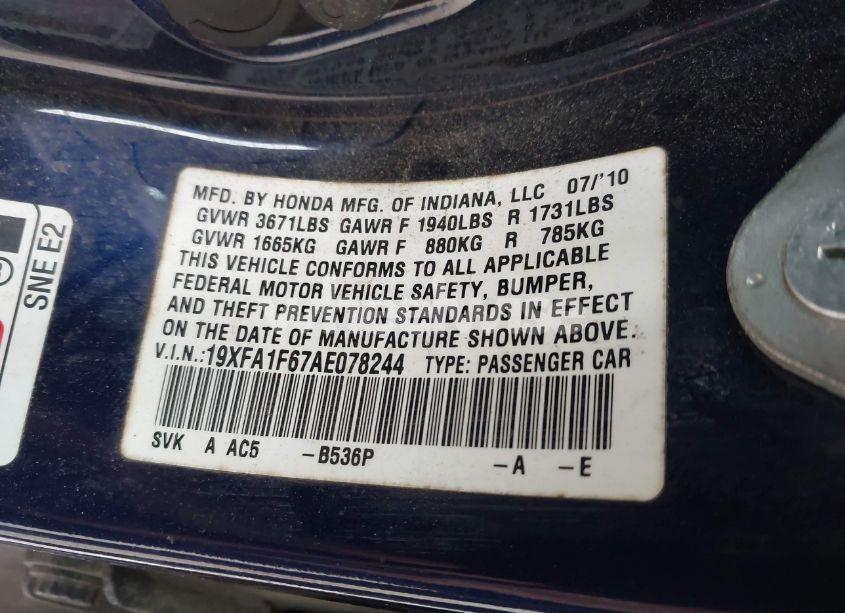 MFD. BY HONDA MFG. OF INDIANA, LLC 07/'10
GVWR 3671LBS GAWR F 1940LBS R 1731LBS
GVWR 1665KG GAWR F 880KG R 785KG
THIS VEHICLE CONFORMS TO ALL APPLICABLE
FEDERAL MOTOR VEHICLE SAFETY, BUMPER,
AND THEFT PREVENTION STANDARDS IN EFFECT
ON THE DATE OF MANUFACTURE SHOWN ABOVE.
V.I.N.:19XFA1F67AE078244 TYPE: PASSENGER CAR
SVK A AC5 -B536P -A -E
SNE E2